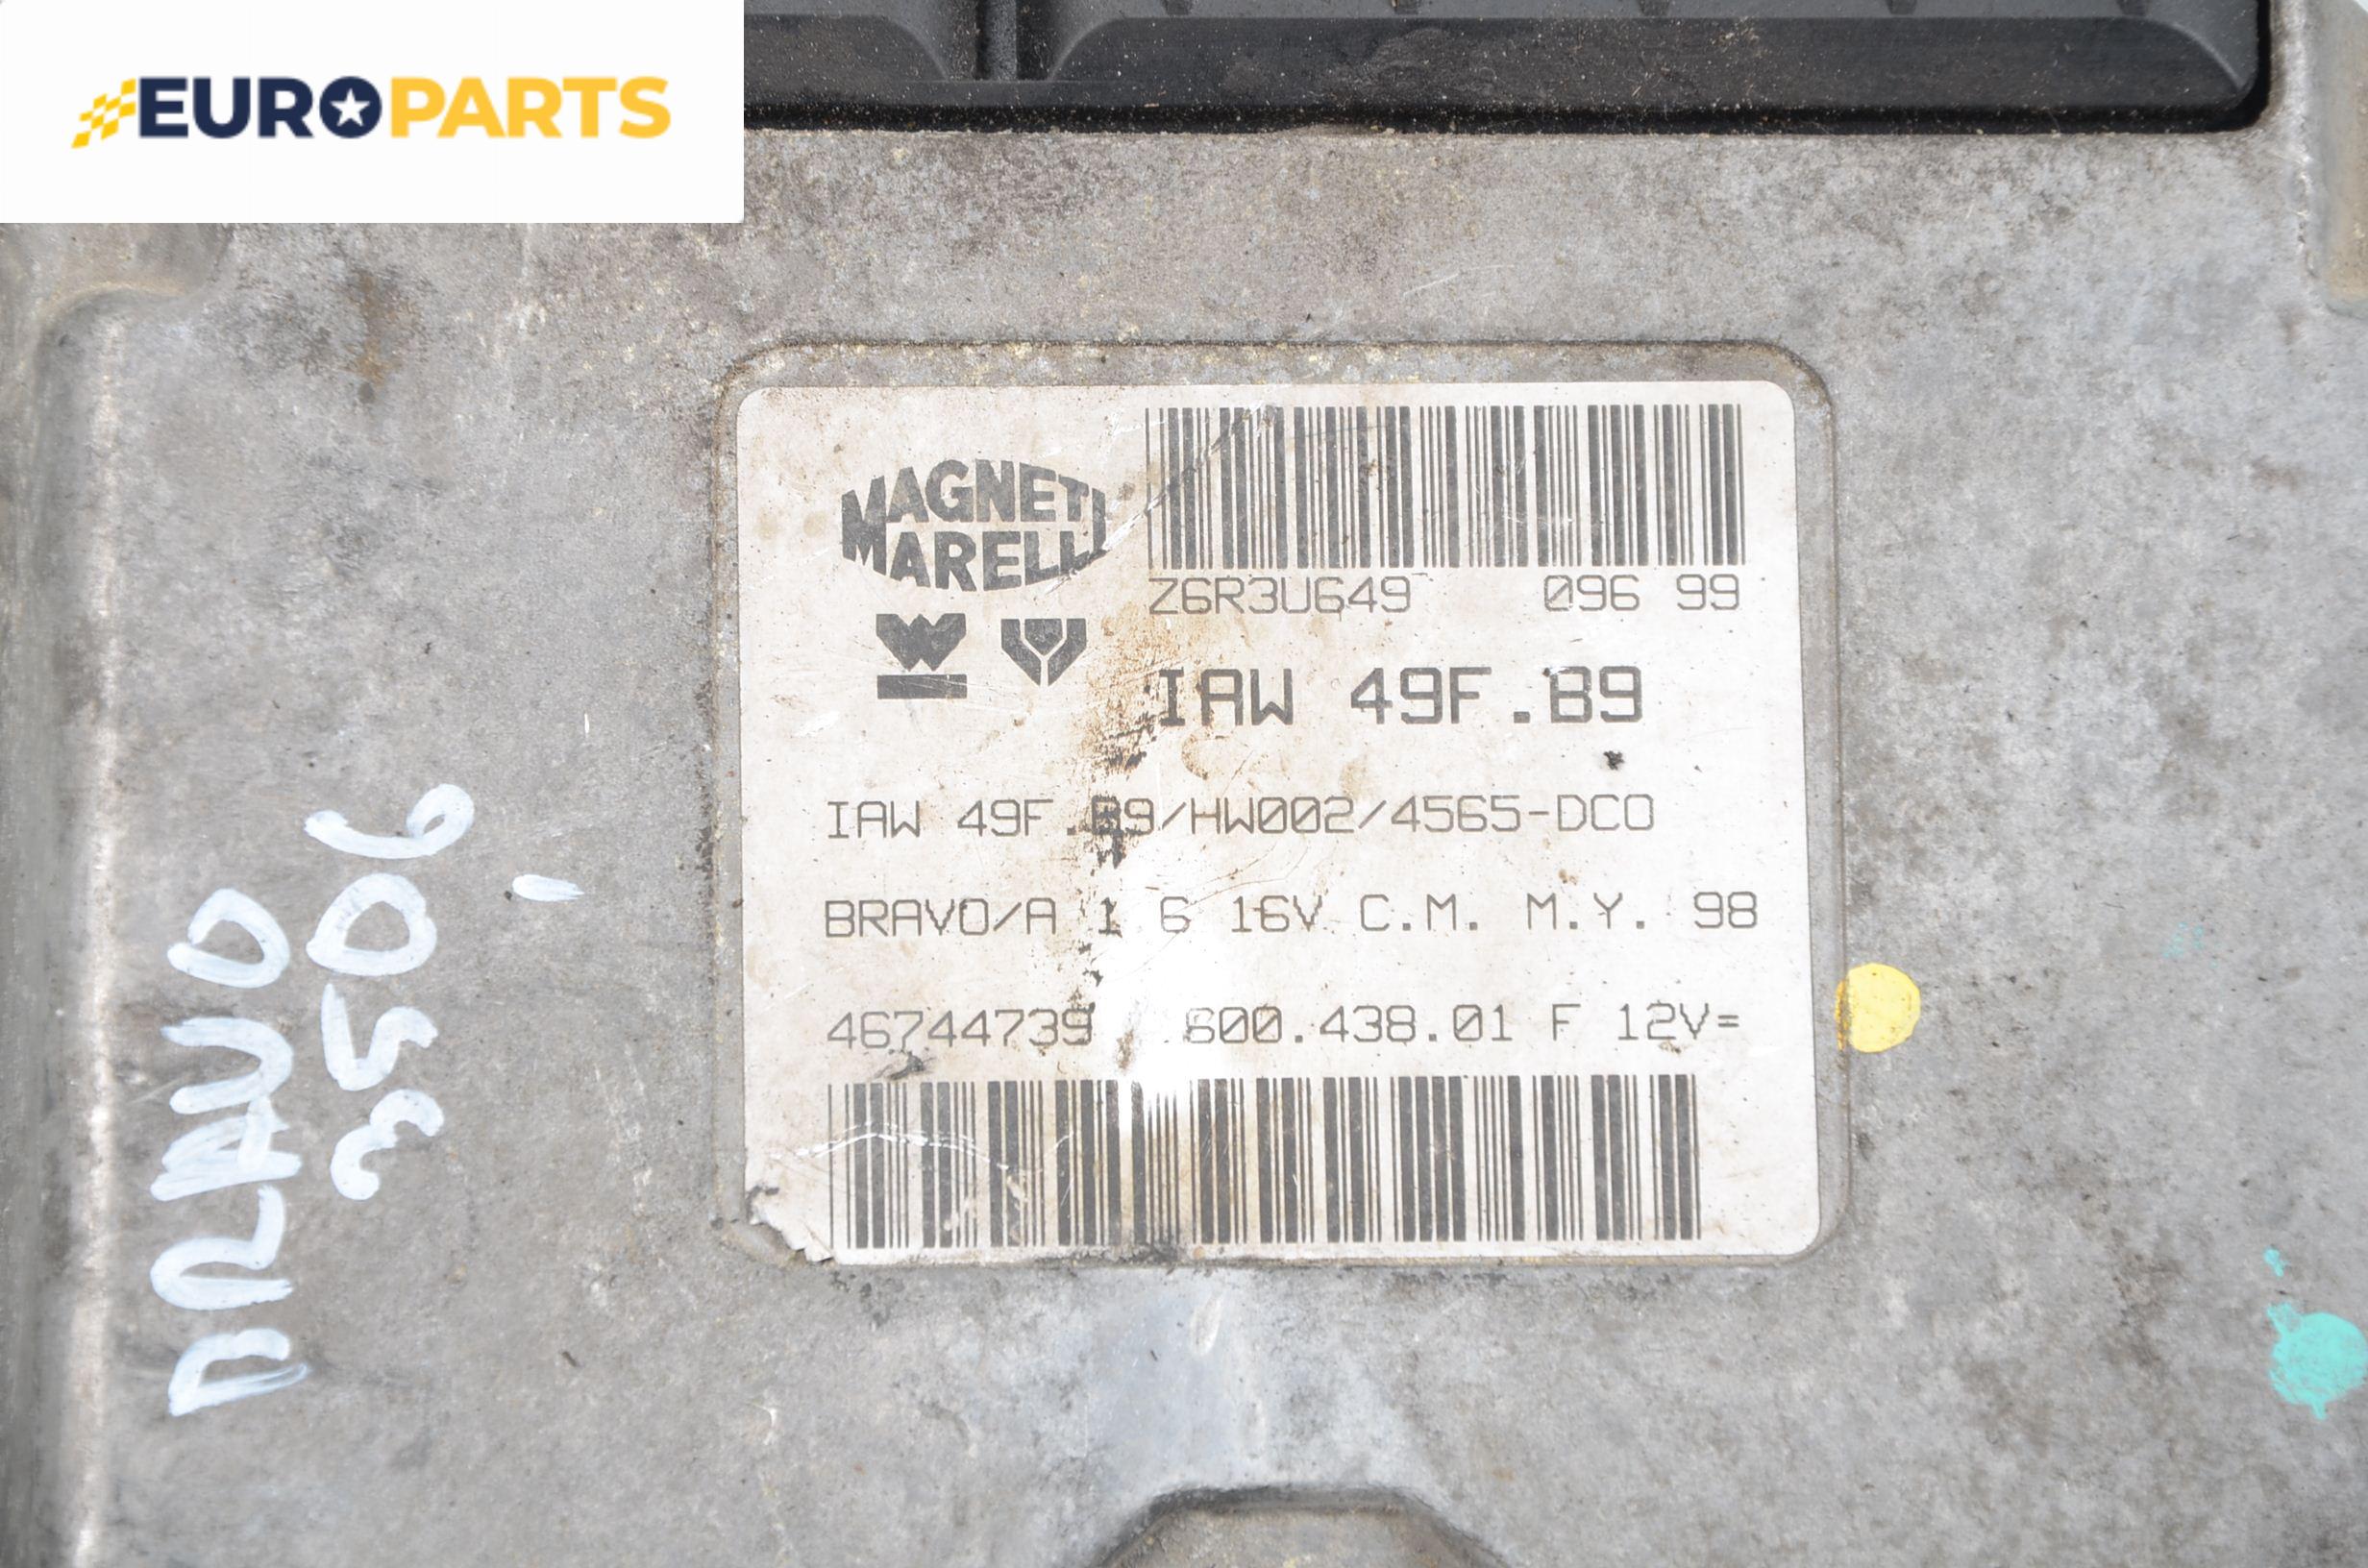 EUROPARTS
MAGNETI
MARELLI
Z6R3U649 096 99
IAW 49F.B9
IAW 49F.B9/HW002/4565-DCO
BRAVO/A 1.6 16V C.M. M.Y. 98
46744739 600.438.01 F 12V=
BRAVO
3506